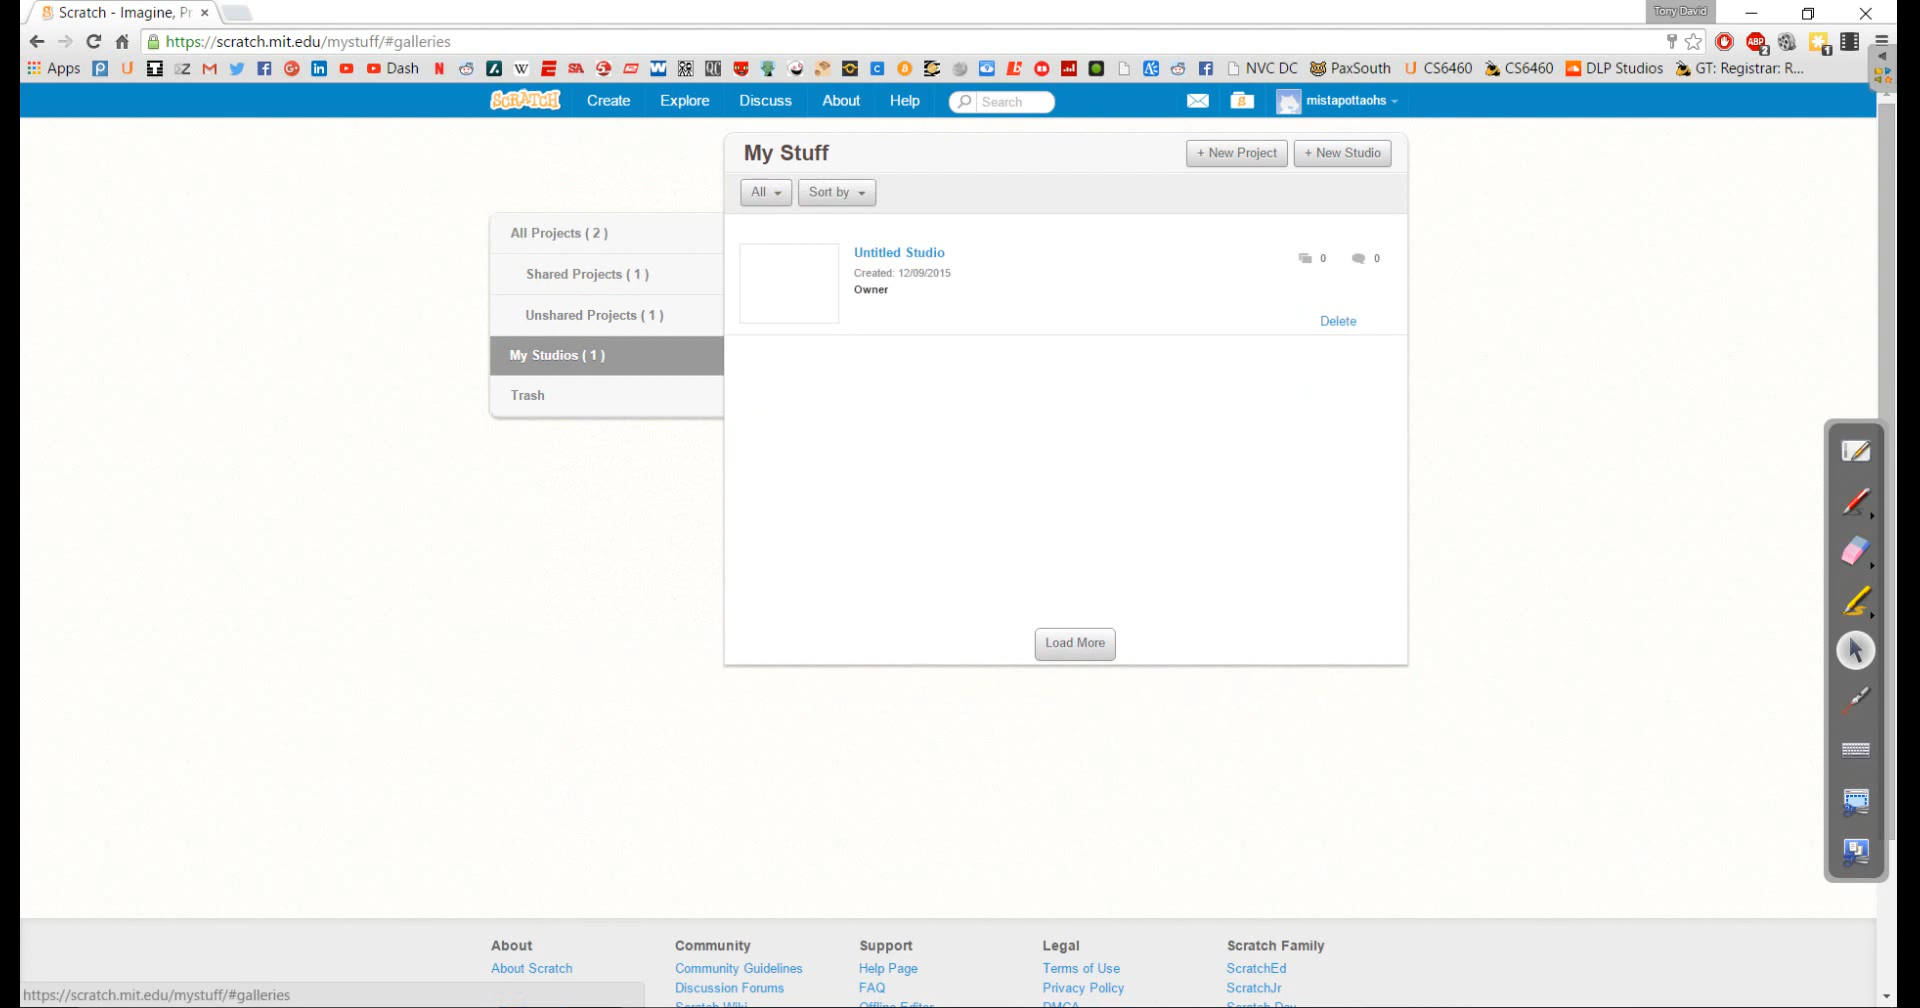 Scratch - Imagine, Pr
Tony David
https://scratch.mit.edu/mystuff/#galleries
ABP
2
1
Apps
Dash
NVC DC
PaxSouth
CS6460
CS6460
DLP Studios
GT: Registrar: R...
SCRATCH
Create
Explore
Discuss
About
Help
Search
mistapottaohs
My Stuff
+ New Project
+ New Studio
All
Sort by
All Projects ( 2 )
Shared Projects ( 1 )
Unshared Projects ( 1 )
My Studios ( 1 )
Trash
Untitled Studio
Created: 12/09/2015
Owner
0
0
Delete
Load More
About
About Scratch
Community
Community Guidelines
Discussion Forums
Scratch Wiki
Support
Help Page
FAQ
Offline Editor
Legal
Terms of Use
Privacy Policy
DMCA
Scratch Family
ScratchEd
ScratchJr
Scratch Day
https://scratch.mit.edu/mystuff/#galleries